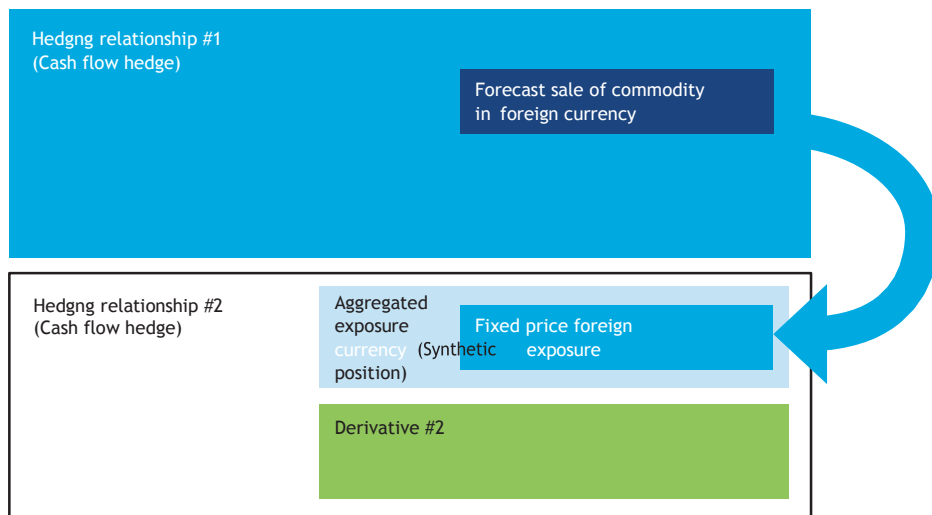 Hedgng relationship #1
(Cash flow hedge)
Forecast sale of commodity
in foreign currency
Hedgng relationship #2
(Cash flow hedge)
Aggregated
exposure
currency (Synthetic
position)
Fixed price foreign
exposure
Derivative #2